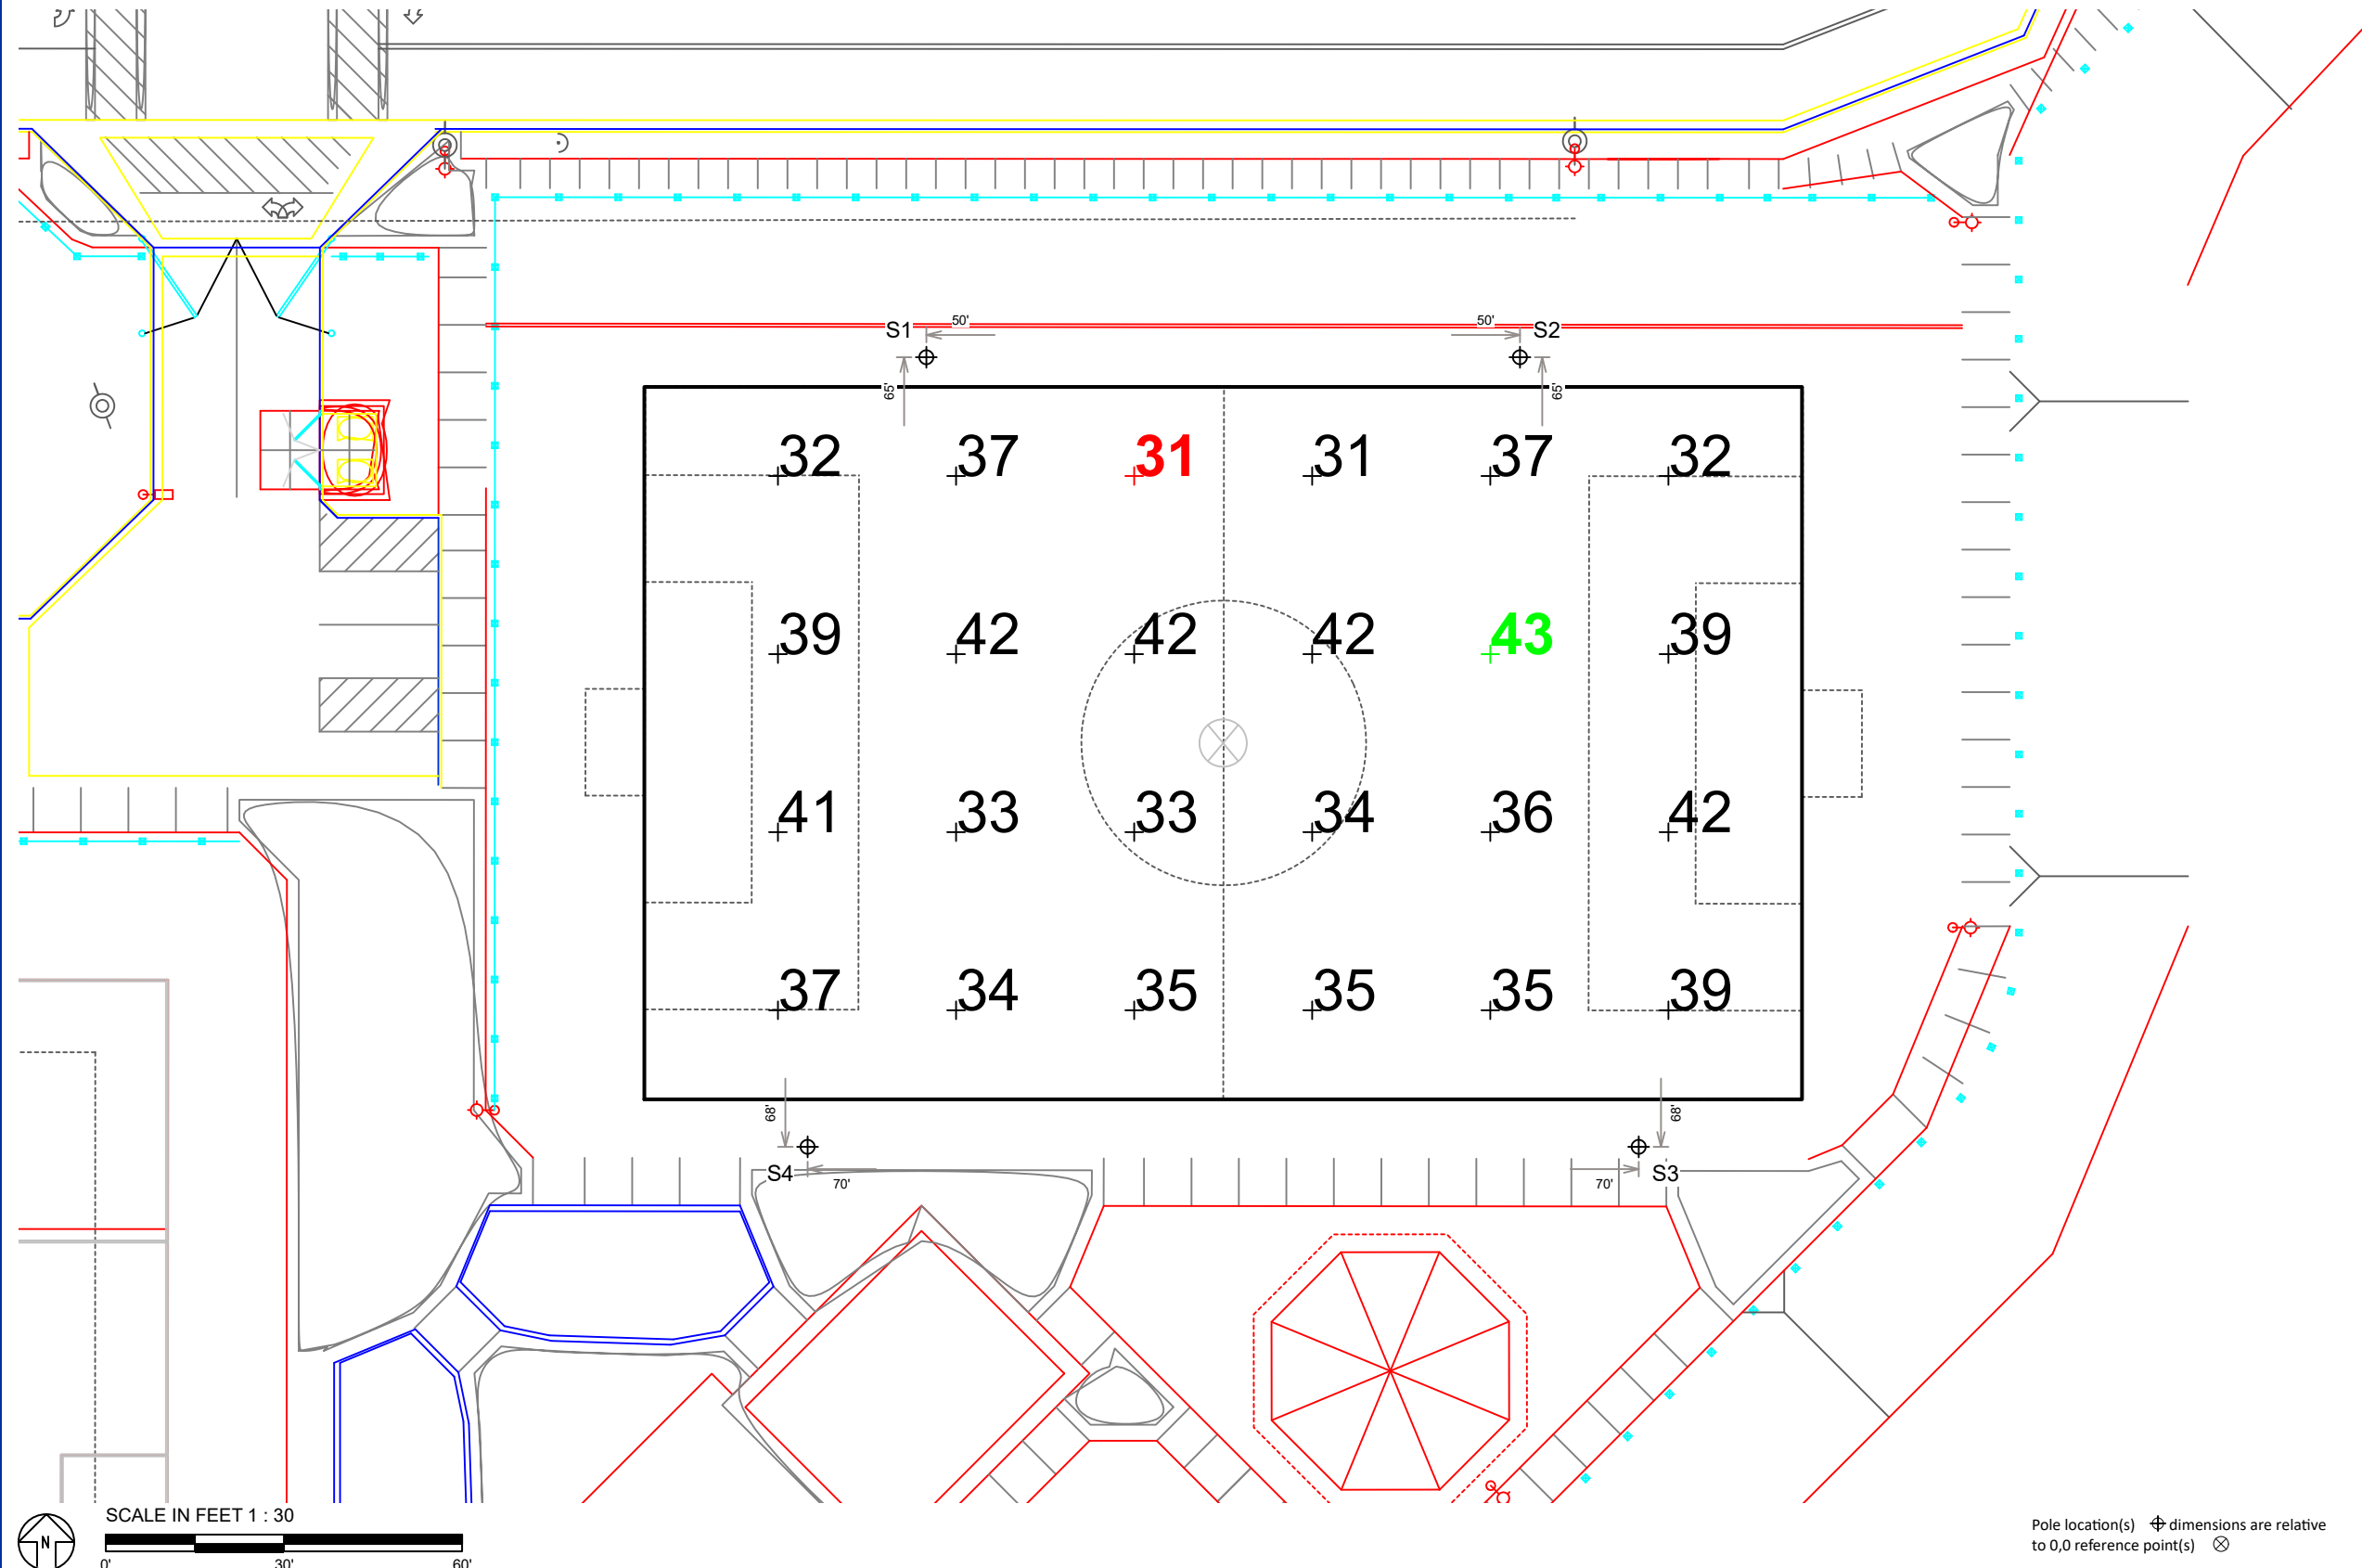 S1 50' 50' S2
65' 65'
32 37 31 31 37 32
39 42 42 42 43 39
41 33 33 34 36 42
37 34 35 35 35 39
68' 68'
S4 70' 70' S3
SCALE IN FEET 1 : 30
N
0' 30' 60'
Pole location(s) dimensions are relative
to 0,0 reference point(s)